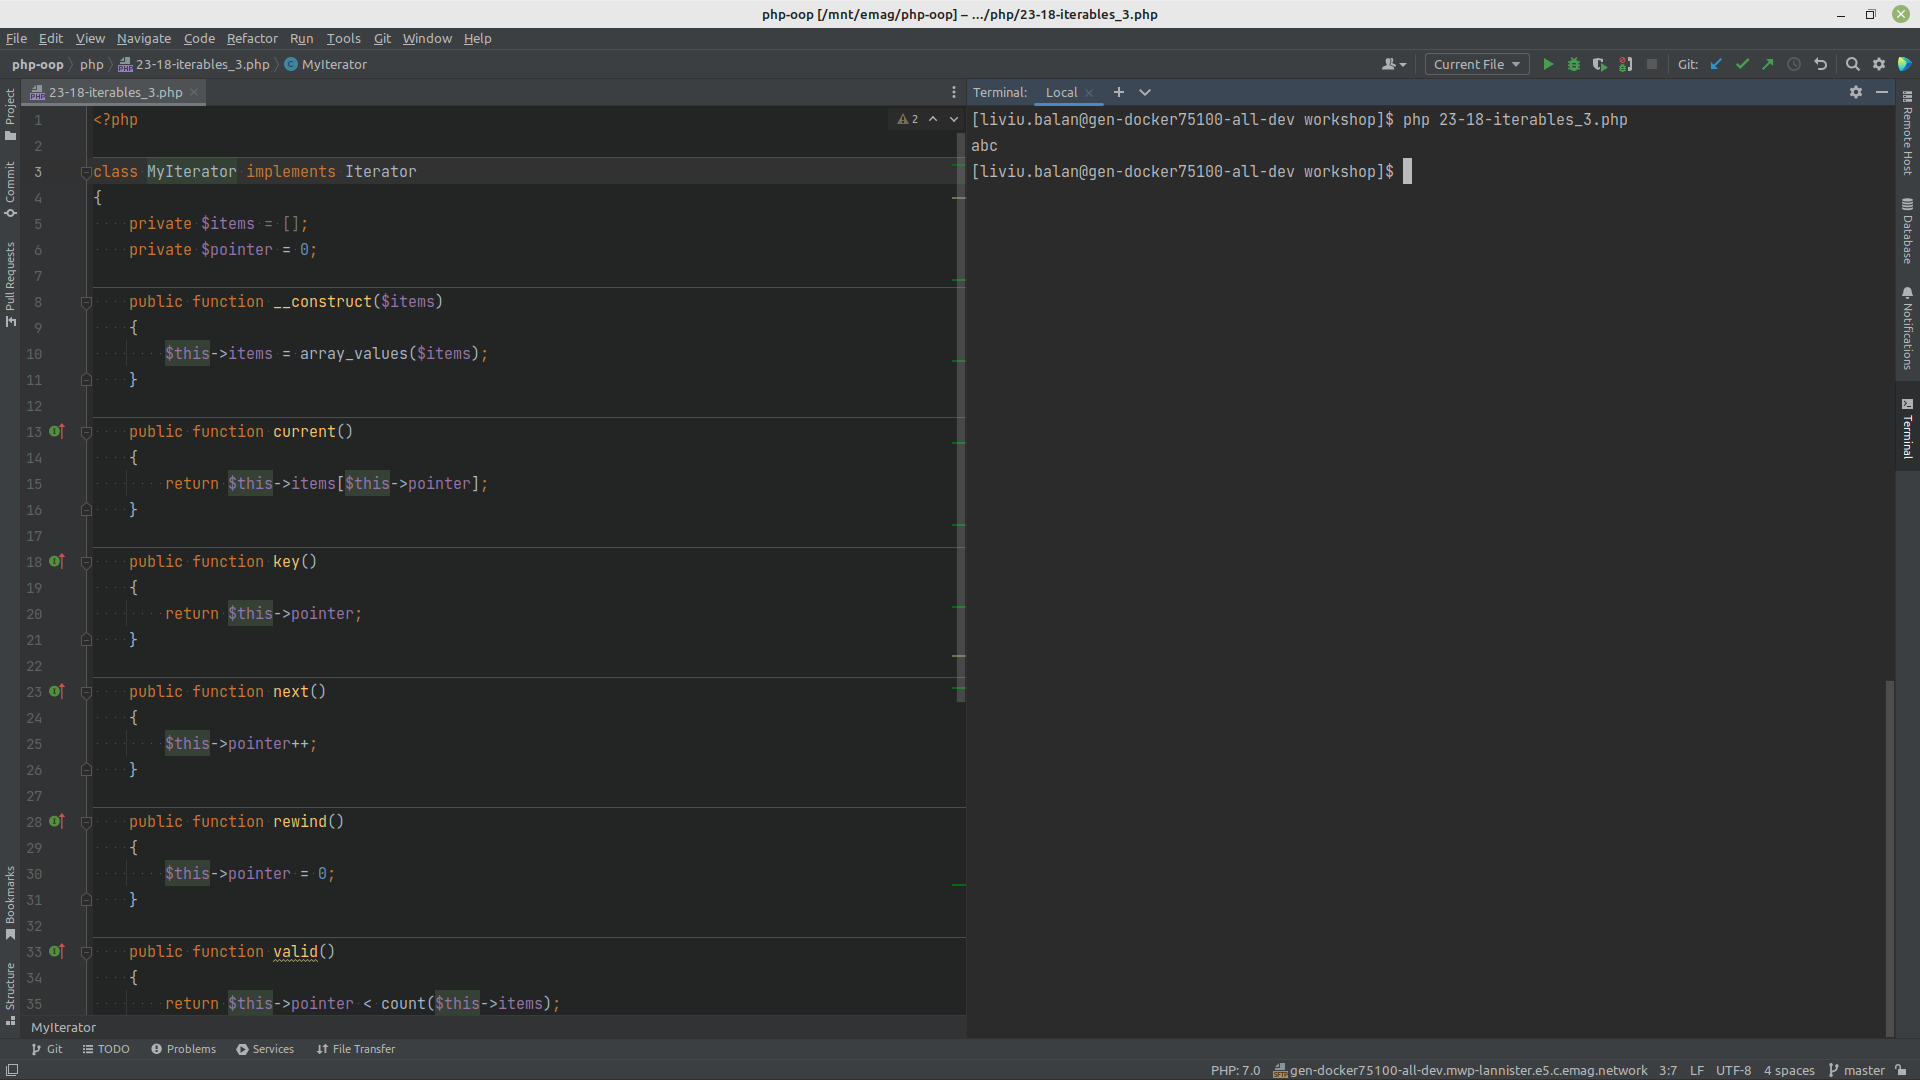 php-oop [/mnt/emag/php-oop] – .../php/23-18-iterables_3.php
File Edit View Navigate Code Refactor Run Tools Git Window Help
php-oop php 23-18-iterables_3.php MyIterator
Current File
Git:
23-18-iterables_3.php
Terminal: Local
Project
Commit
Pull Requests
Bookmarks
Structure
2
1 <?php
2
3 class MyIterator implements Iterator
4 {
5 private $items = [];
6 private $pointer = 0;
7
8 public function __construct($items)
9 {
10 $this->items = array_values($items);
11 }
12
13 public function current()
14 {
15 return $this->items[$this->pointer];
16 }
17
18 public function key()
19 {
20 return $this->pointer;
21 }
22
23 public function next()
24 {
25 $this->pointer++;
26 }
27
28 public function rewind()
29 {
30 $this->pointer = 0;
31 }
32
33 public function valid()
34 {
35 return $this->pointer < count($this->items);
MyIterator
[liviu.balan@gen-docker75100-all-dev workshop]$ php 23-18-iterables_3.php
abc
[liviu.balan@gen-docker75100-all-dev workshop]$
Remote Host
Database
Notifications
Terminal
Git TODO Problems Services File Transfer
PHP: 7.0 gen-docker75100-all-dev.mwp-lannister.e5.c.emag.network 3:7 LF UTF-8 4 spaces master